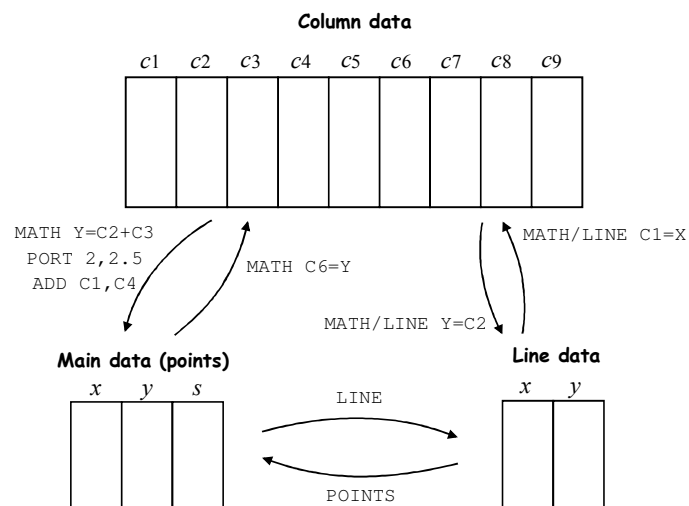 Column data
c1 c2 c3 c4 c5 c6 c7 c8 c9
MATH Y=C2+C3
PORT 2,2.5
ADD C1,C4
MATH C6=Y
MATH/LINE C1=X
MATH/LINE Y=C2
Main data (points)
x y s
Line data
x y
LINE
POINTS